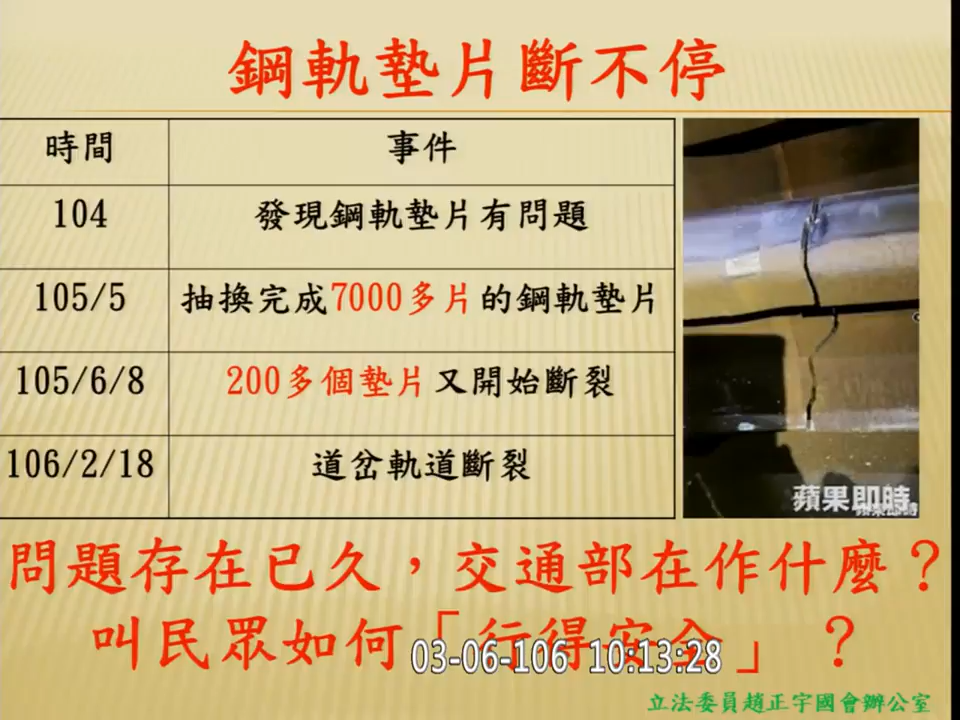 鋼軌墊片斷不停
時間 事件
104 發現鋼軌墊片有問題
105/5 抽換完成7000多片的鋼軌墊片
105/6/8 200多個墊片又開始斷裂
106/2/18 道岔軌道斷裂
蘋果即時
蘋果即時
問題存在已久，交通部在作什麼？
叫民眾如何「行得安全」？
03-06-106 10:13:28
立法委員趙正宇國會辦公室